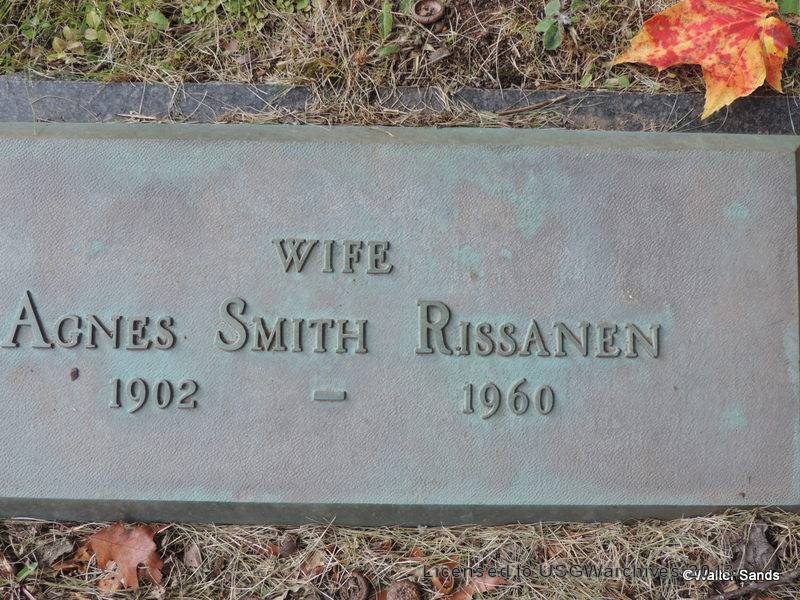 WIFE
AGNES SMITH RISSANEN
1902 – 1960
Licensed to USGWarchives
©Walter Sands